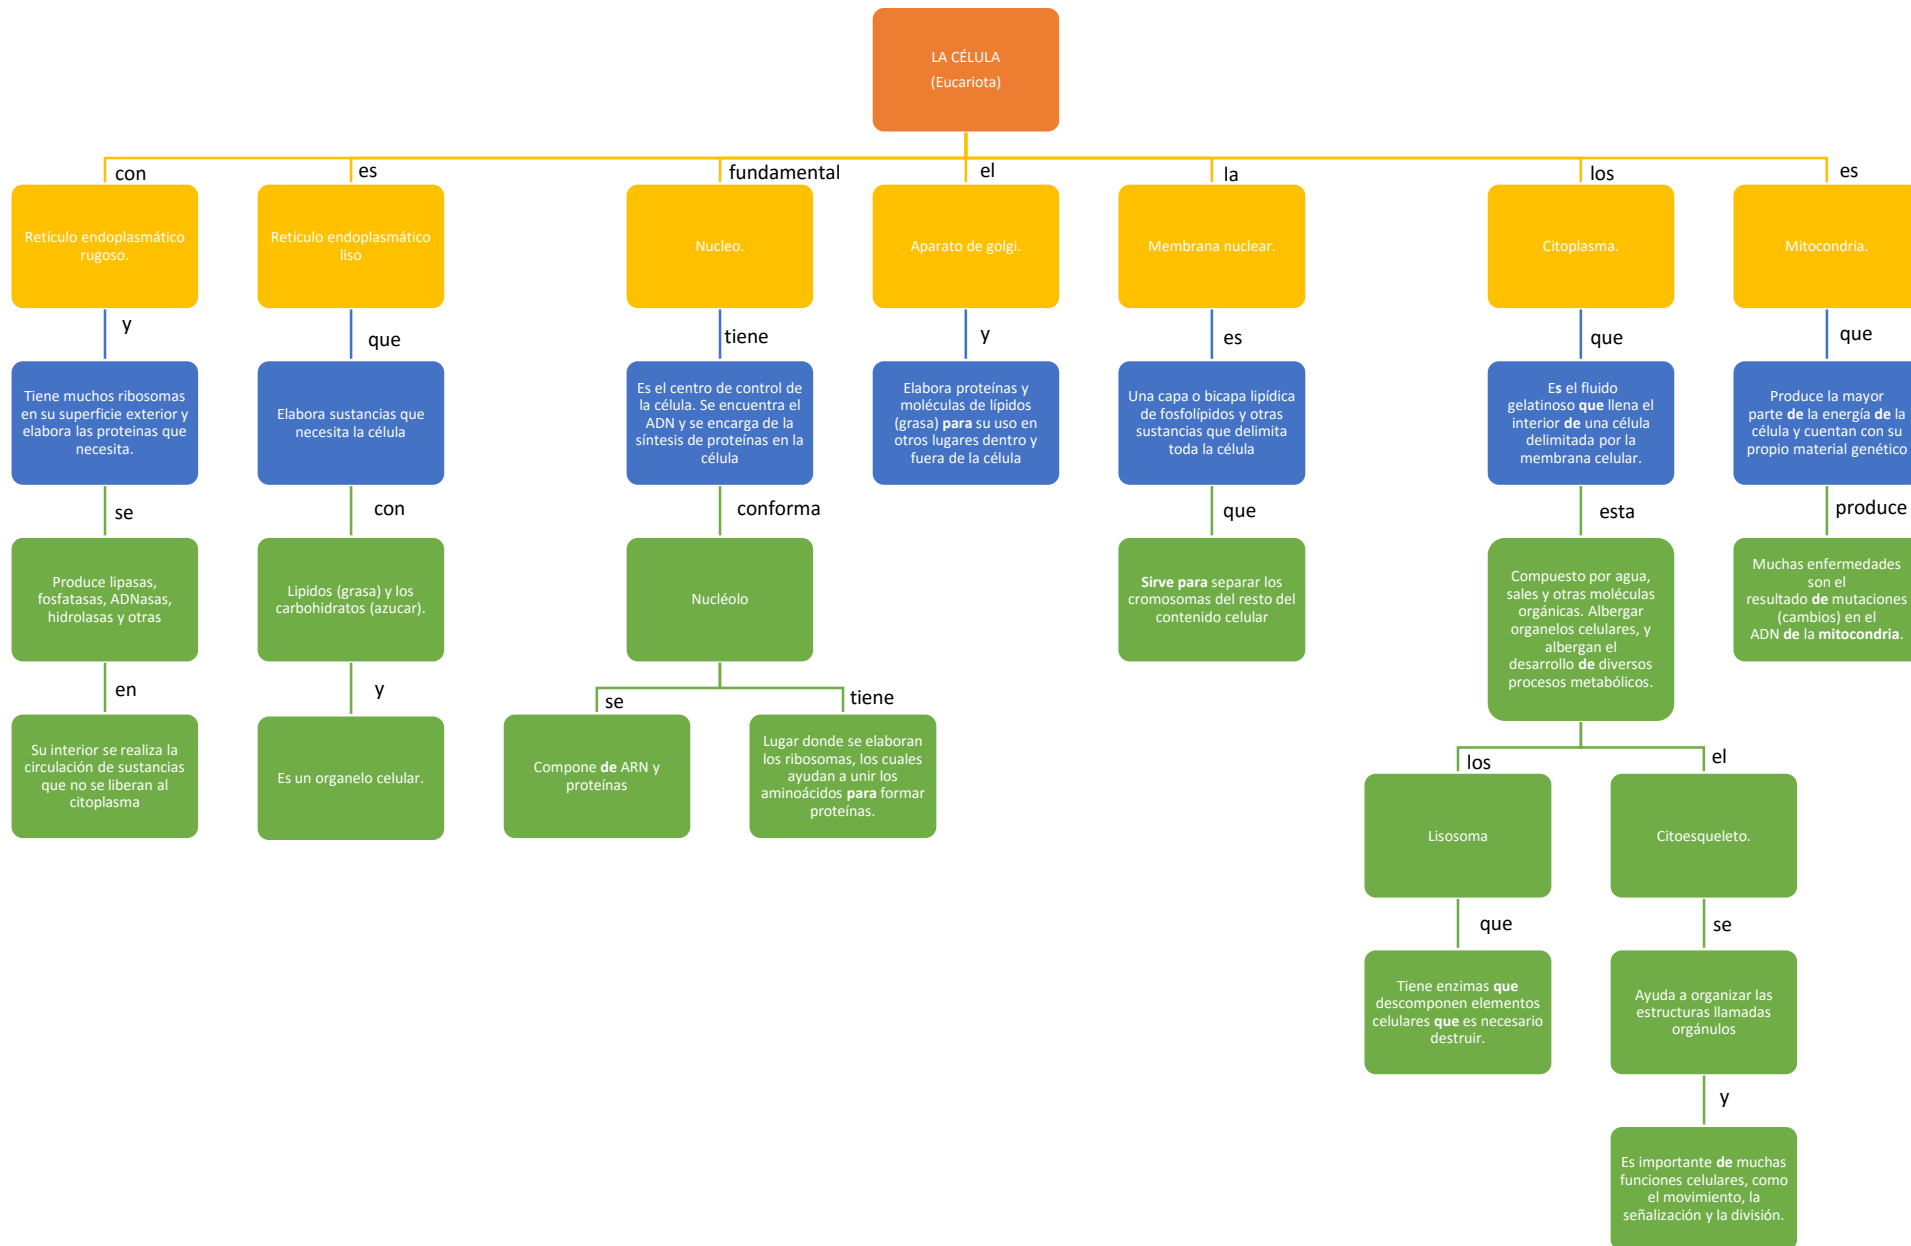 LA CÉLULA
(Eucariota)
con
es
fundamental
el
la
los
es
Retículo endoplasmático
rugoso.
Retículo endoplasmático
liso
Nucleo.
Aparato de golgi.
Membrana nuclear.
Citoplasma.
Mitocondria.
y
que
tiene
y
es
que
que
Tiene muchos ribosomas
en su superficie exterior y
elabora las proteinas que
necesita.
Elabora sustancias que
necesita la célula
Es el centro de control de
la célula. Se encuentra el
ADN y se encarga de la
síntesis de proteínas en la
célula
Elabora proteínas y
moléculas de lípidos
(grasa) para su uso en
otros lugares dentro y
fuera de la célula
Una capa o bicapa lipídica
de fosfolípidos y otras
sustancias que delimita
toda la célula
Es el fluido
gelatinoso que llena el
interior de una célula
delimitada por la
membrana celular.
Produce la mayor
parte de la energía de la
célula y cuentan con su
propio material genético
se
con
conforma
que
esta
produce
Produce lipasas,
fosfatasas, ADNasas,
hidrolasas y otras
Lipidos (grasa) y los
carbohidratos (azucar).
Nucléolo
Sirve para separar los
cromosomas del resto del
contenido celular
Compuesto por agua,
sales y otras moléculas
orgánicas. Albergar
organelos celulares, y
albergan el
desarrollo de diversos
procesos metabólicos.
Muchas enfermedades
son el
resultado de mutaciones
(cambios) en el
ADN de la mitocondria.
en
y
se
tiene
Su interior se realiza la
circulación de sustancias
que no se liberan al
citoplasma
Es un organelo celular.
Compone de ARN y
proteínas
Lugar donde se elaboran
los ribosomas, los cuales
ayudan a unir los
aminoácidos para formar
proteínas.
los
el
Lisosoma
Citoesqueleto.
que
se
Tiene enzimas que
descomponen elementos
celulares que es necesario
destruir.
Ayuda a organizar las
estructuras llamadas
orgánulos
y
Es importante de muchas
funciones celulares, como
el movimiento, la
señalización y la división.